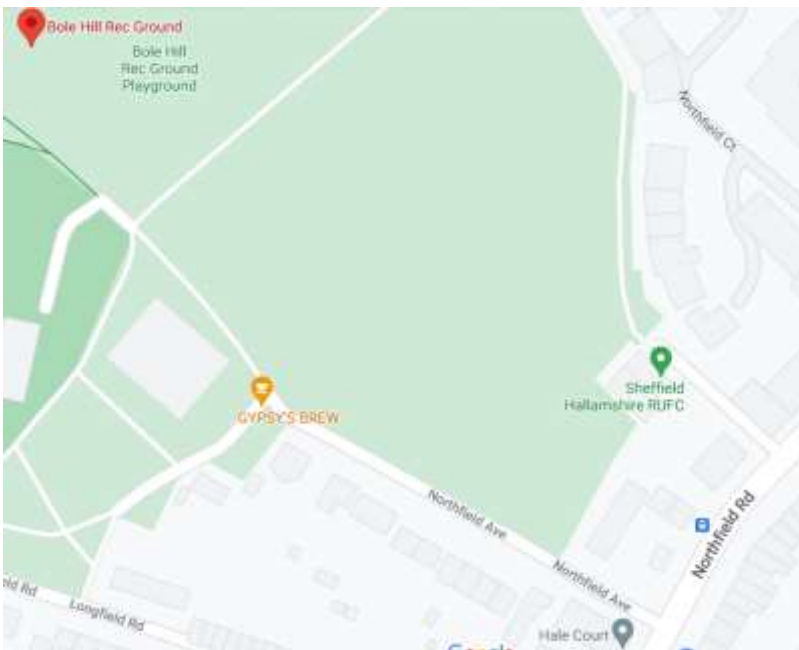 Bole Hill Rec Ground
Bole Hill
Rec Ground
Playground
Northfield Ct
Sheffield
Hallamshire RUFC
GYPSY'S BREW
Northfield Ave
Northfield Rd
Northfield Ave
Rd
Longfield Rd
Hale Court